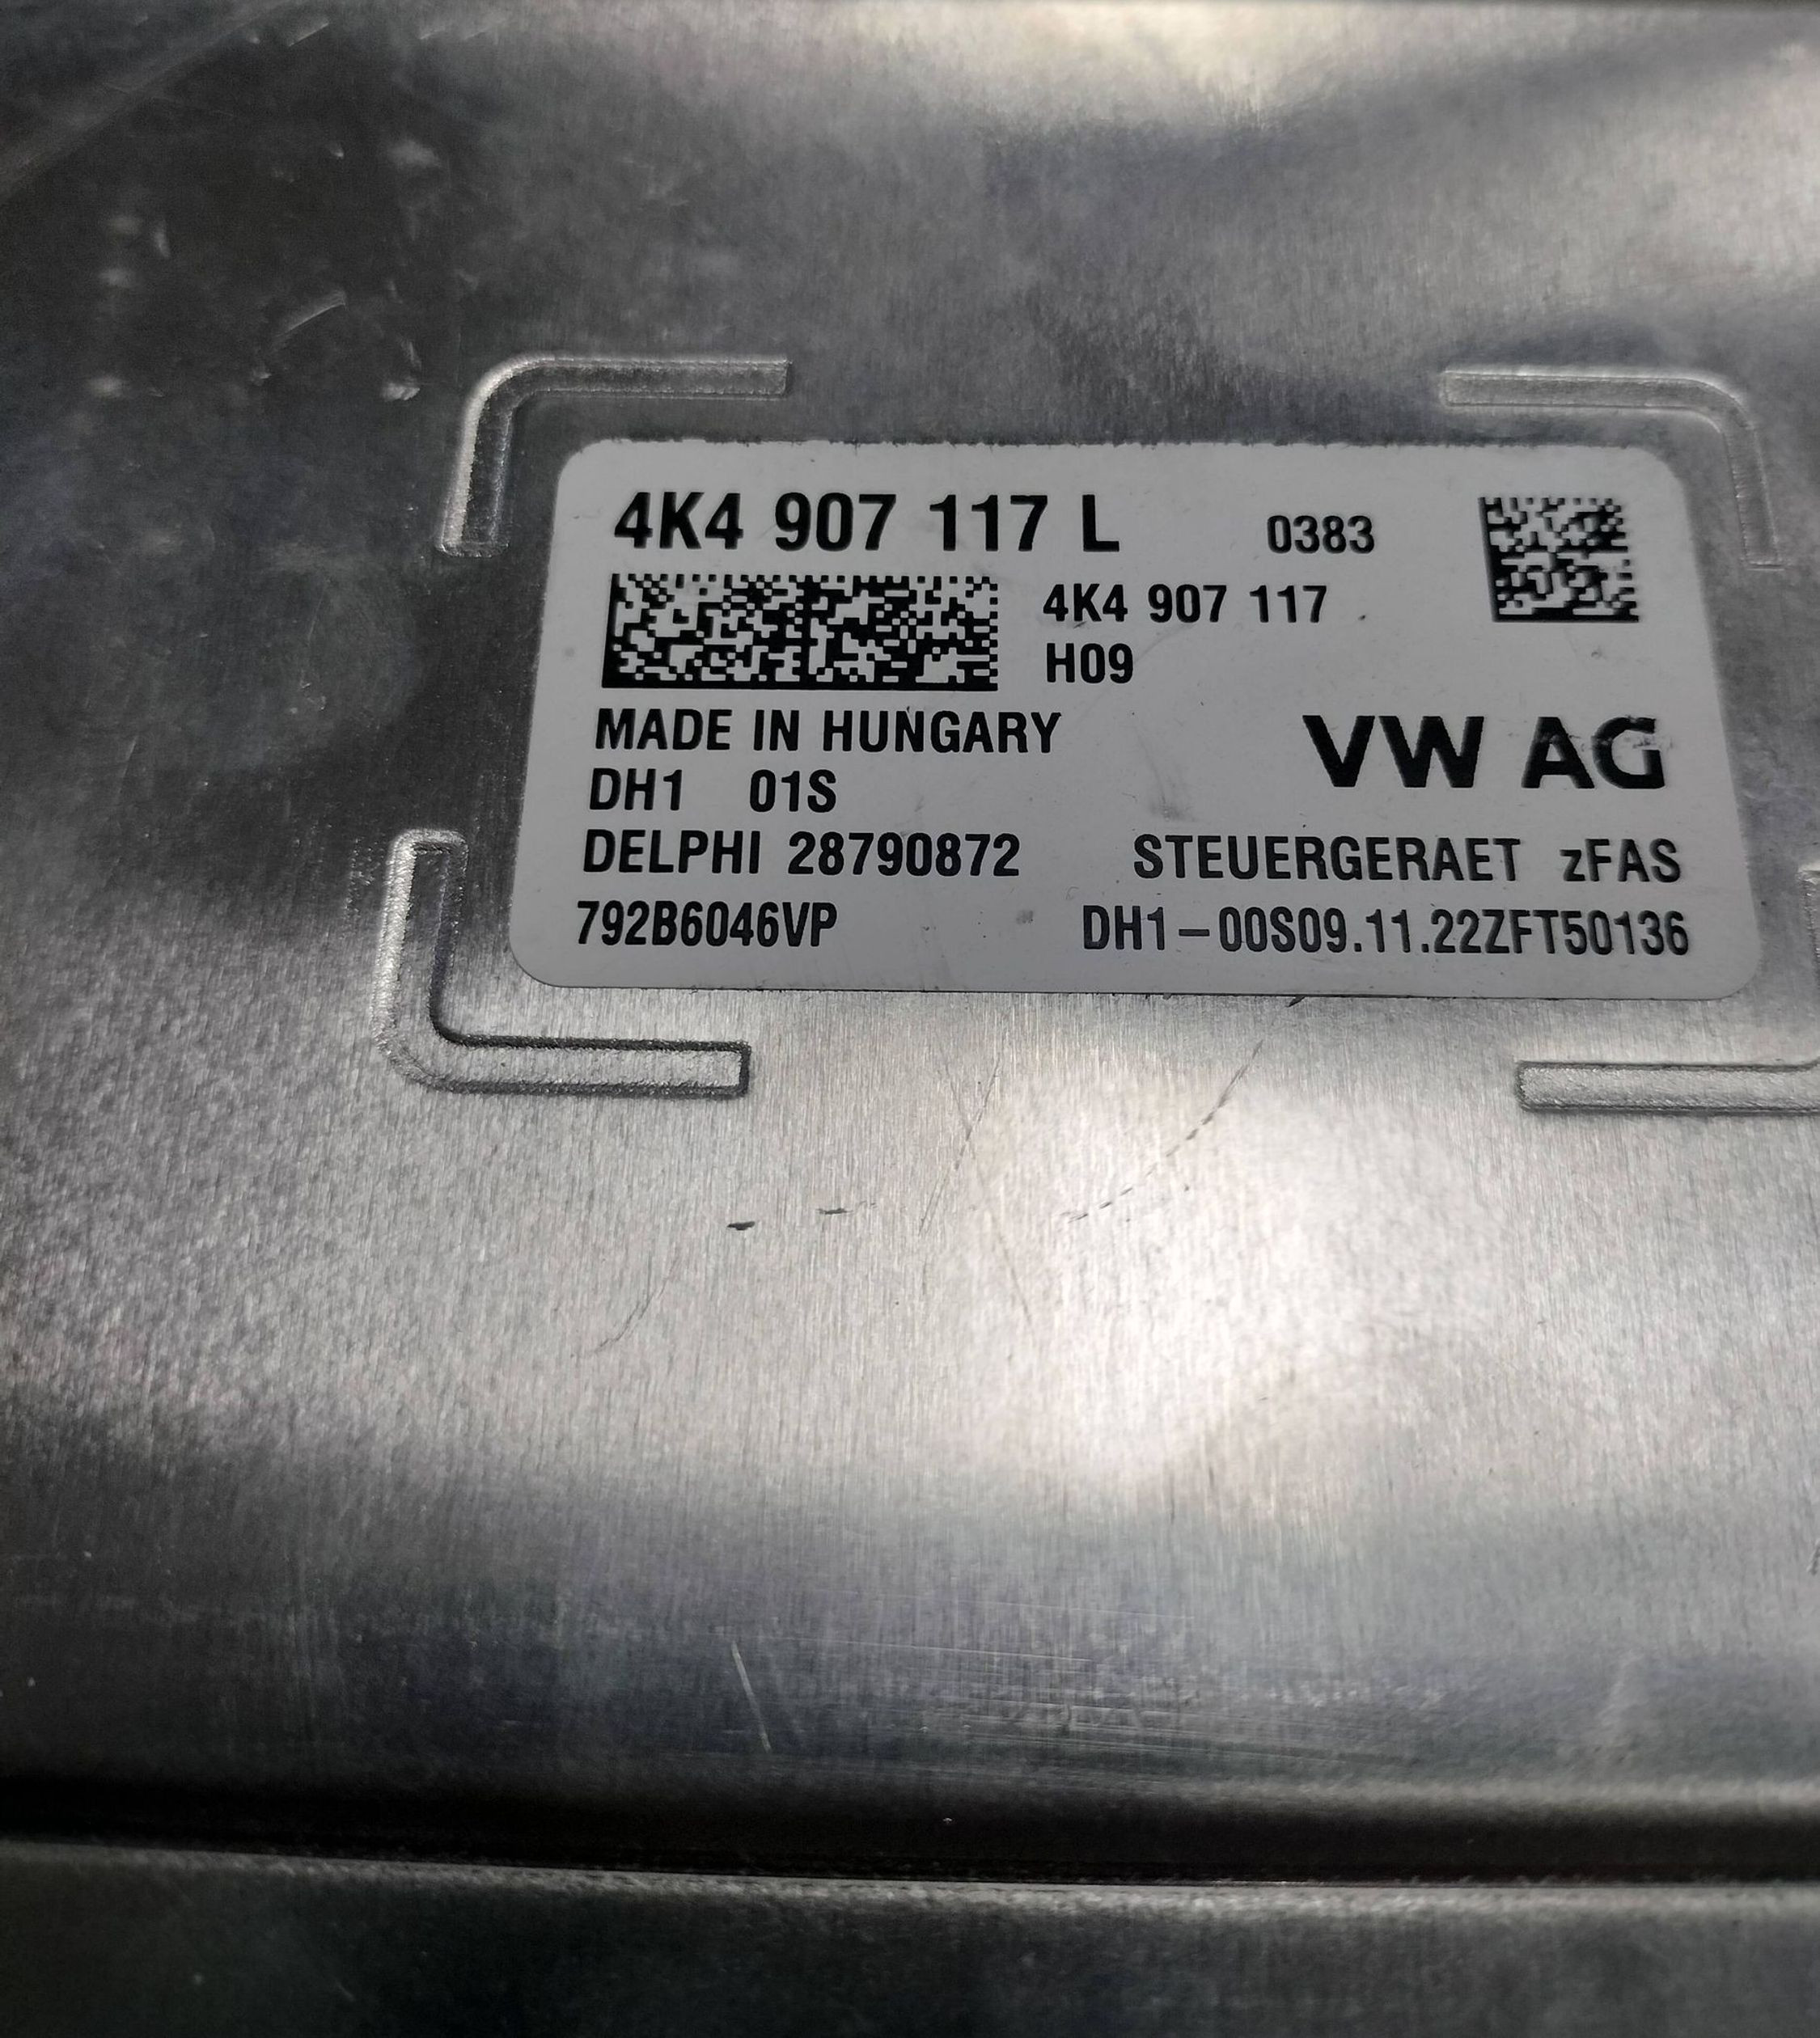 4K4 907 117 L 0383
4K4 907 117
H09
MADE IN HUNGARY
VW AG
DH1 01S
DELPHI 28790872 STEUERGERAET zFAS
792B6046VP DH1-00S09.11.22ZFT50136